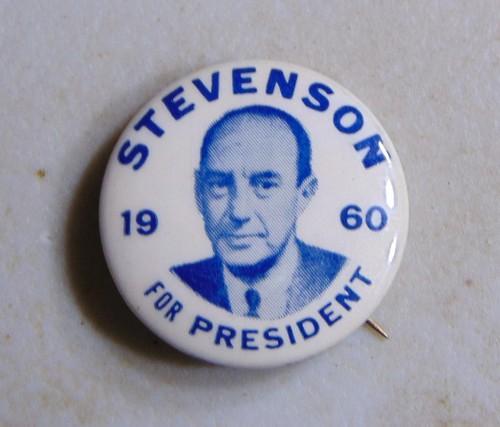 STEVENSON
19 60
FOR PRESIDENT